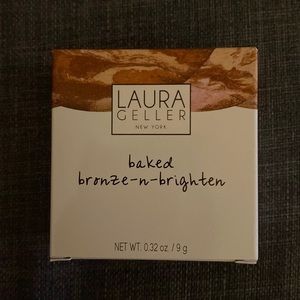 LAURA
GELLER
NEW YORK
baked
bronze-n-brighten
NET WT. 0.32 oz. / 9 g